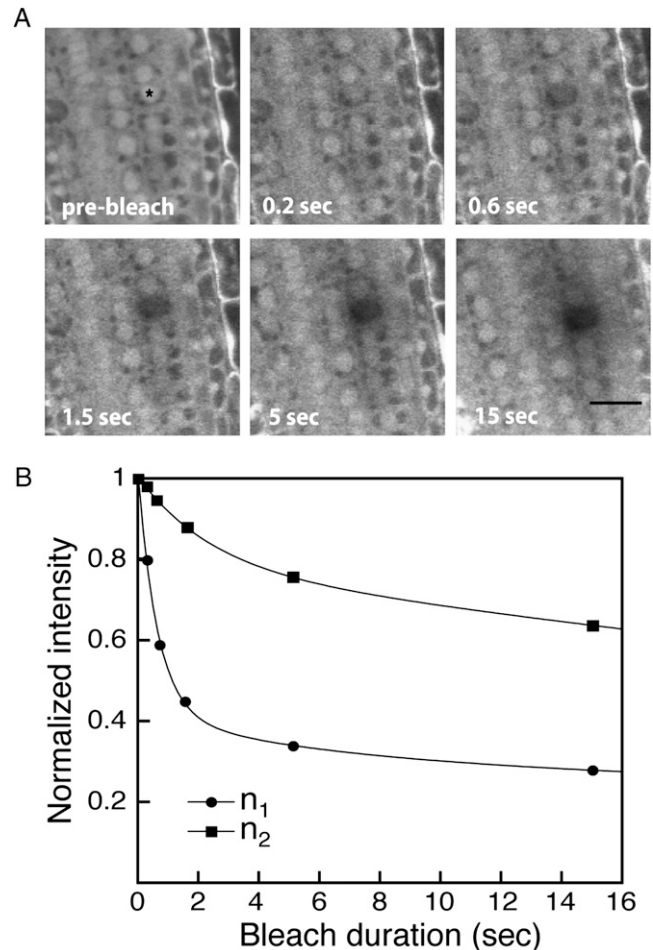 A
*
pre-bleach
0.2 sec
0.6 sec
1.5 sec
5 sec
15 sec
B
1
0.8
0.6
0.4
0.2
Normalized intensity
n1
n2
0 2 4 6 8 10 12 14 16
Bleach duration (sec)